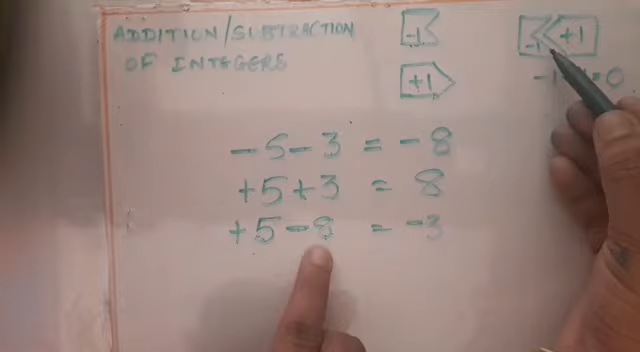 ADDITION/SUBTRACTION
OF INTEGERS
-1
+1
-1 +1
-5-3 = -8
+5+3 = 8
+5-8 = -3